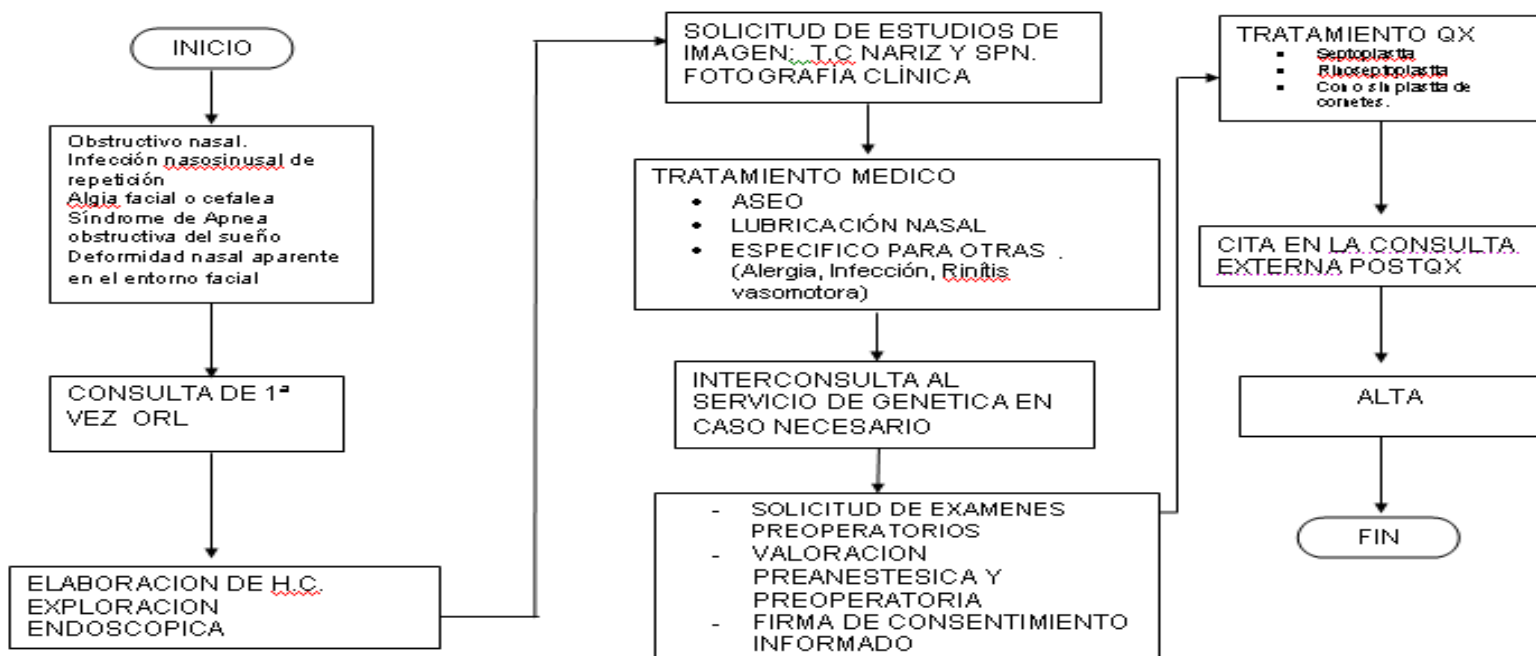 INICIO
Obstructivo nasal.
Infección nasosinusal de
repetición
Algia facial o cefalea
Síndrome de Apnea
obstructiva del sueño
Deformidad nasal aparente
en el entorno facial
CONSULTA DE 1ª
VEZ ORL
ELABORACION DE H.C.
EXPLORACION
ENDOSCOPICA
SOLICITUD DE ESTUDIOS DE
IMAGEN: T.C NARIZ Y SPN.
FOTOGRAFÍA CLÍNICA
TRATAMIENTO MEDICO
• ASEO
• LUBRICACIÓN NASAL
• ESPECIFICO PARA OTRAS .
(Alergia, Infección, Rinítis
vasomotora)
INTERCONSULTA AL
SERVICIO DE GENETICA EN
CASO NECESARIO
- SOLICITUD DE EXAMENES
PREOPERATORIOS
- VALORACION
PREANESTESICA Y
PREOPERATORIA
- FIRMA DE CONSENTIMIENTO
INFORMADO
TRATAMIENTO QX
▪ Septoplastia
▪ Rinoseptoplastia
▪ Con o sin plastia de
cornetes.
CITA EN LA CONSULTA
EXTERNA POSTQX
ALTA
FIN